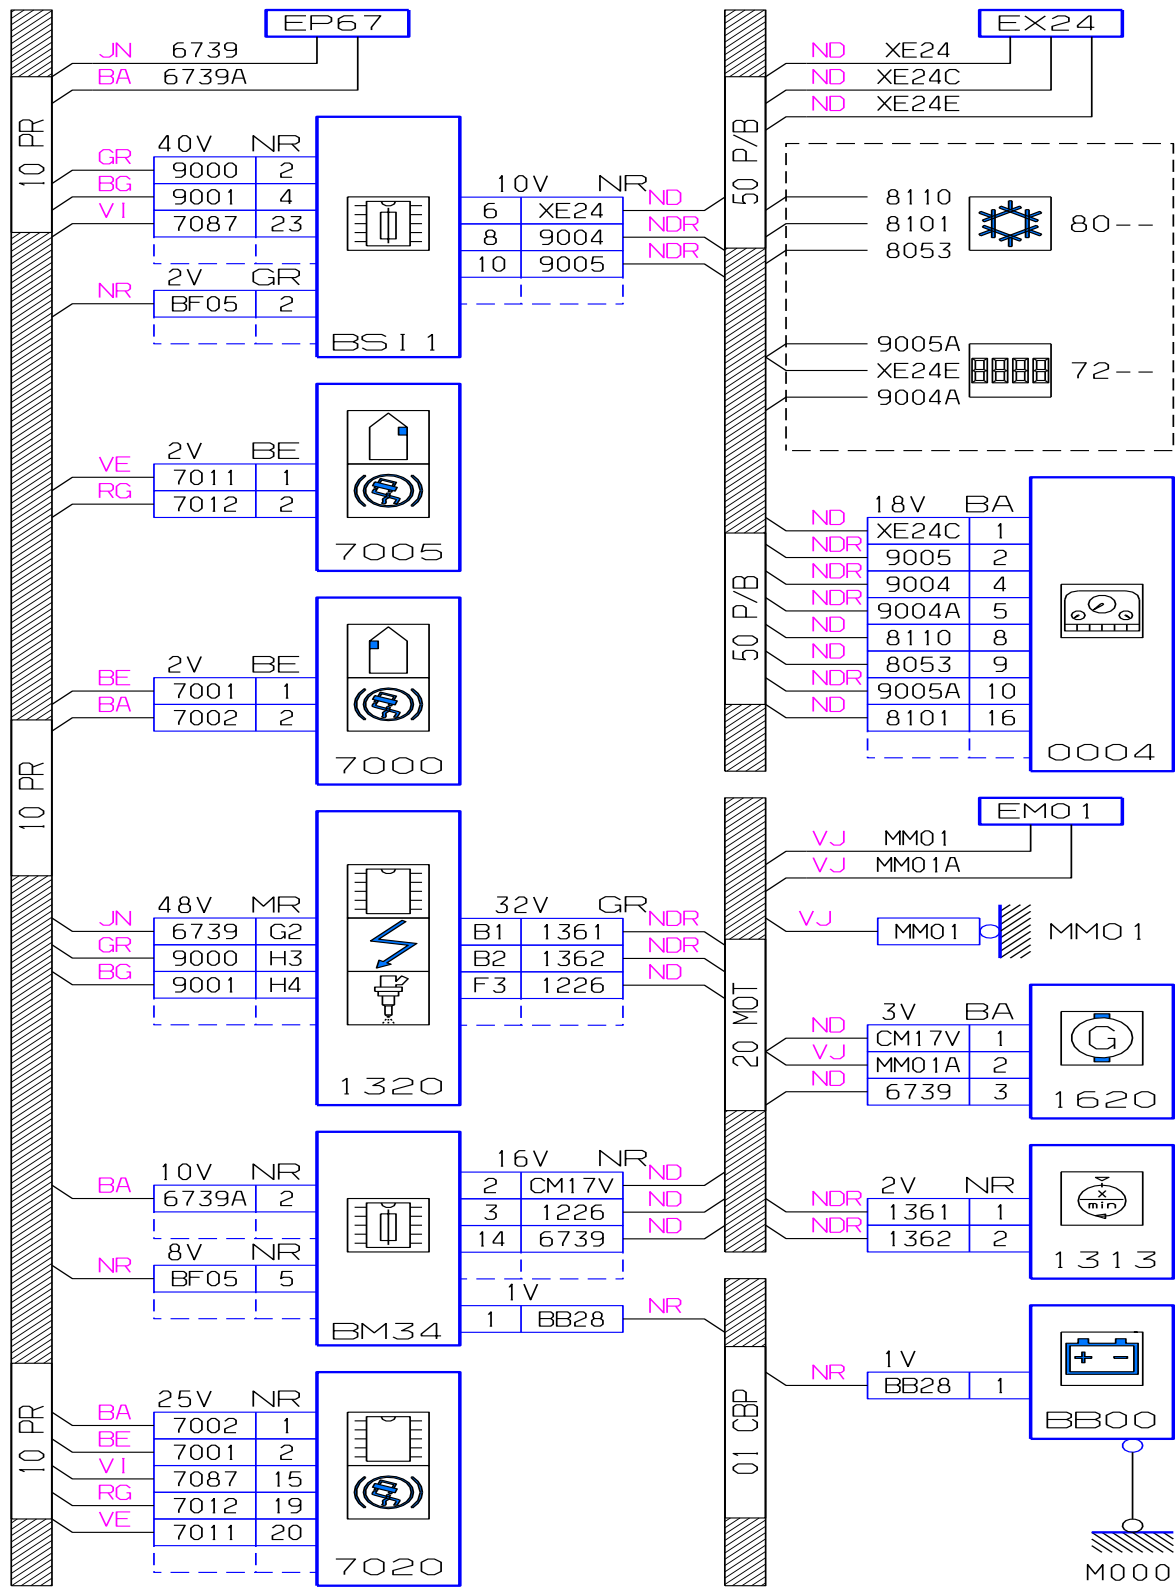 EP67
JN 6739
BA 6739A
10 PR
40V NR
GR 9000 2
BG 9001 4
VI 7087 23
2V GR
NR BF05 2
BSI1
10V NR
6 XE24 ND
8 9004 NDR
10 9005 NDR
2V BE
VE 7011 1
RG 7012 2
7005
2V BE
BE 7001 1
BA 7002 2
7000
10 PR
48V MR
JN 6739 G2
GR 9000 H3
BG 9001 H4
1320
32V GR
B1 1361 NDR
B2 1362 NDR
F3 1226 ND
10V NR
BA 6739A 2
8V NR
NR BF05 5
BM34
16V NR
2 CM17V ND
3 1226 ND
14 6739 ND
1V
1 BB28 NR
10 PR
25V NR
BA 7002 1
BE 7001 2
VI 7087 15
RG 7012 19
VE 7011 20
7020
EX24
ND XE24
ND XE24C
ND XE24E
50 P/B
8110
8101 80--
8053
9005A
XE24E 72--
9004A
50 P/B
18V BA
ND XE24C 1
NDR 9005 2
NDR 9004 4
NDR 9004A 5
ND 8110 8
ND 8053 9
NDR 9005A 10
ND 8101 16
0004
EM01
VJ MM01
VJ MM01A
VJ MM01 MM01
20 MOT
3V BA
ND CM17V 1
VJ MM01A 2
ND 6739 3
G
1620
2V NR
NDR 1361 1
NDR 1362 2
x
min
1313
01 CBP
1V
NR BB28 1
+ -
BB00
M000